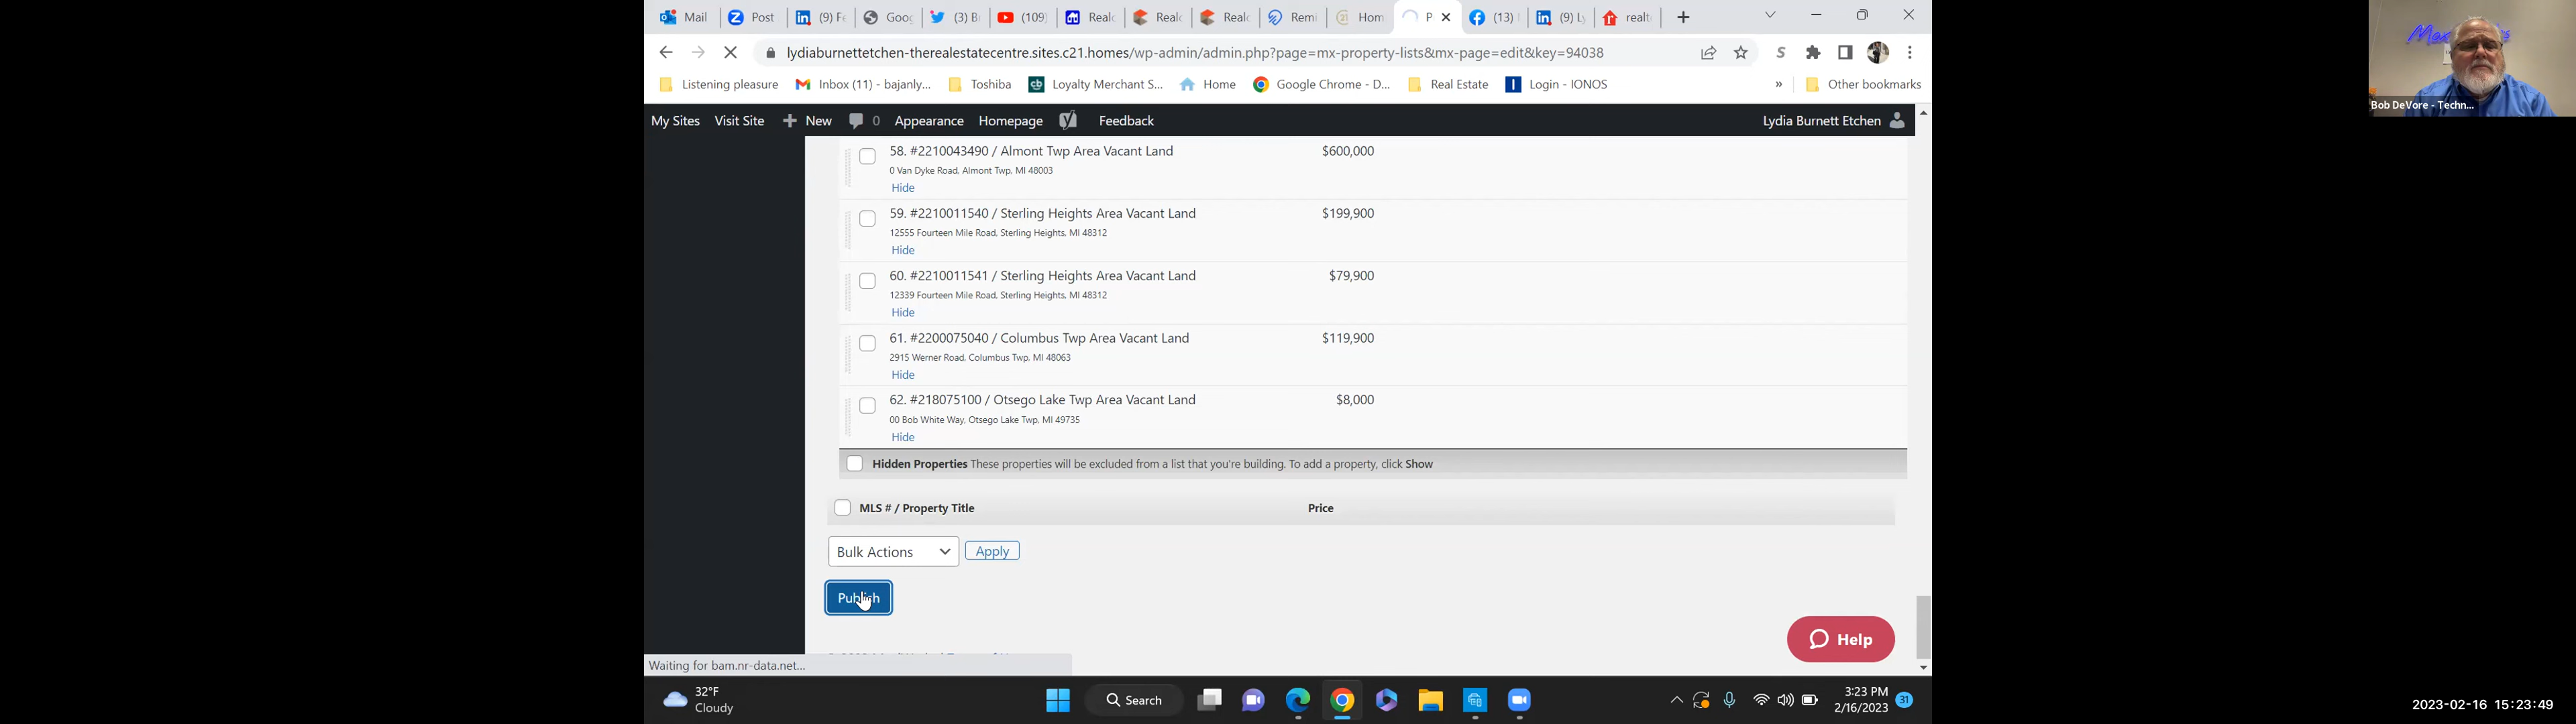 Mail
Post
(9) Fe
Goog
(3) B
(109)
Realc
Realc
Realc
Remi
Hom
P
(13)
(9) Ly
realt
lydiaburnettetchen-therealestatecentre.sites.c21.homes/wp-admin/admin.php?page=mx-property-lists&mx-page=edit&key=94038
Listening pleasure
Inbox (11) - bajanly...
Toshiba
Loyalty Merchant S...
Home
Google Chrome - D...
Real Estate
Login - IONOS
»
Other bookmarks
My Sites
Visit Site
New
0
Appearance
Homepage
Feedback
Lydia Burnett Etchen
58. #2210043490 / Almont Twp Area Vacant Land $600,000
0 Van Dyke Road, Almont Twp, MI 48003
Hide
59. #2210011540 / Sterling Heights Area Vacant Land $199,900
12555 Fourteen Mile Road, Sterling Heights, MI 48312
Hide
60. #2210011541 / Sterling Heights Area Vacant Land $79,900
12339 Fourteen Mile Road, Sterling Heights, MI 48312
Hide
61. #2200075040 / Columbus Twp Area Vacant Land $119,900
2915 Werner Road, Columbus Twp, MI 48063
Hide
62. #218075100 / Otsego Lake Twp Area Vacant Land $8,000
00 Bob White Way, Otsego Lake Twp, MI 49735
Hide
Hidden Properties These properties will be excluded from a list that you're building. To add a property, click Show
MLS # / Property Title Price
Bulk Actions
Apply
Publish
Help
Waiting for bam.nr-data.net...
32°F
Cloudy
Search
3:23 PM
2/16/2023
31
Bob DeVore - Techn...
2023-02-16 15:23:49